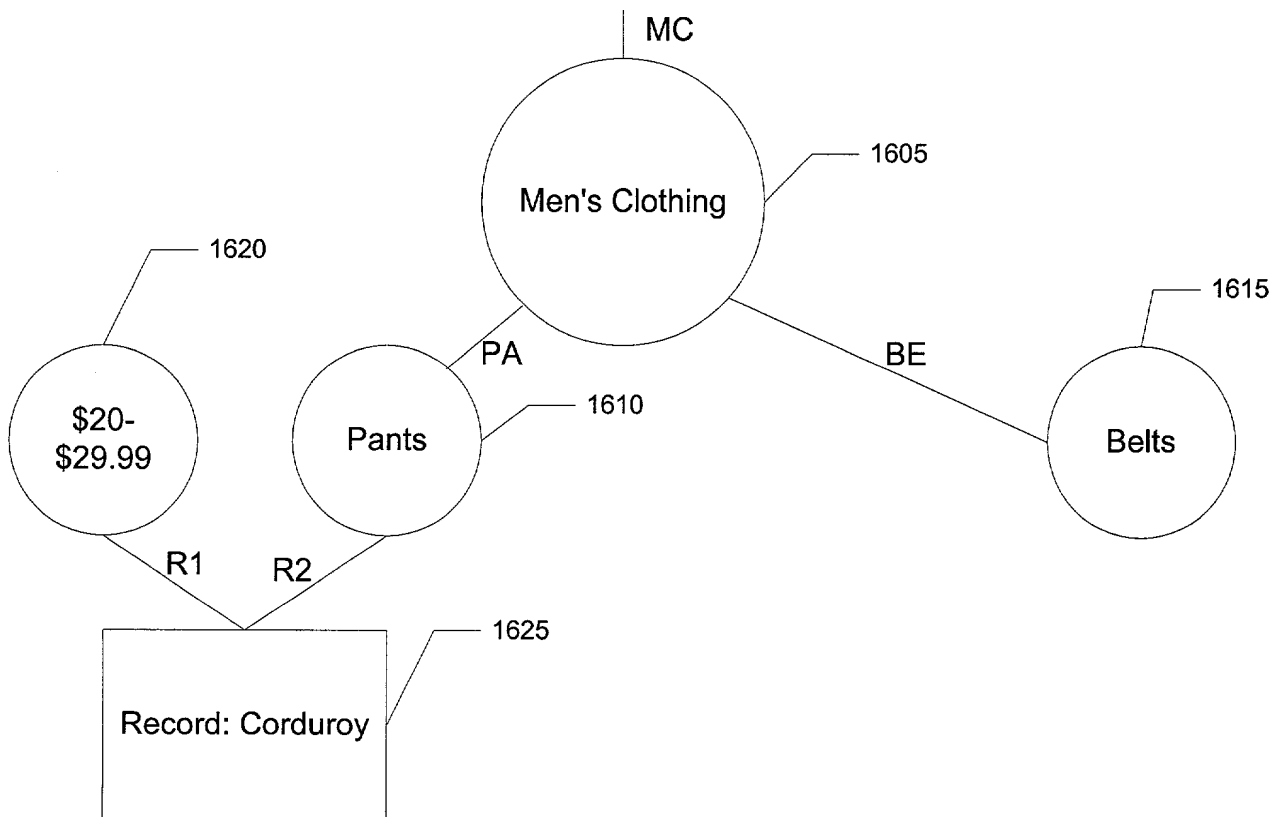 MC
1605
Men's Clothing
1620
1615
PA
BE
$20-
$29.99
1610
Pants
Belts
R1
R2
1625
Record: Corduroy